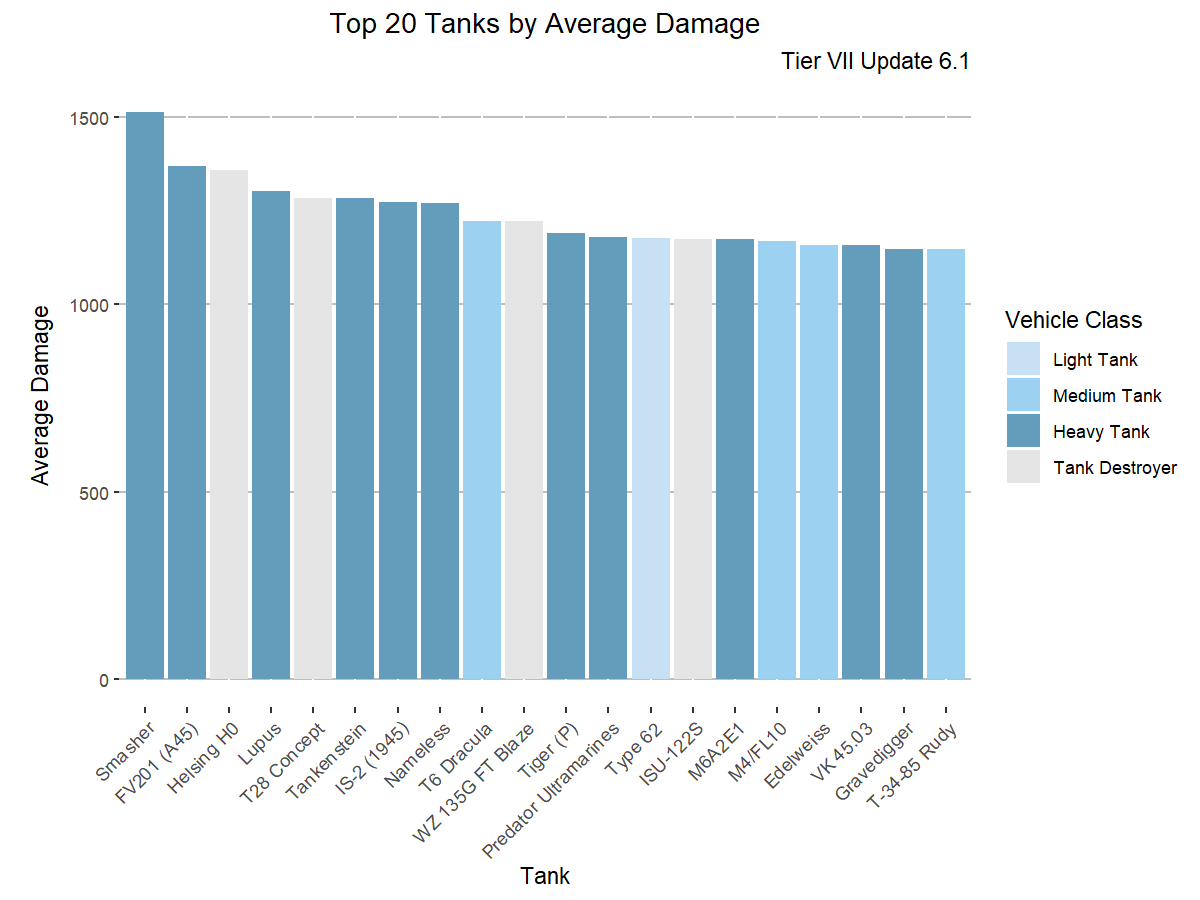 Top 20 Tanks by Average Damage
Tier VII Update 6.1
Average Damage
1500
1000
500
0
Smasher
FV201 (A45)
Helsing H0
Lupus
T28 Concept
Tankenstein
IS-2 (1945)
Nameless
T6 Dracula
WZ 135G FT Blaze
Tiger (P)
Predator Ultramarines
Type 62
ISU-122S
M6A2E1
M4/FL10
Edelweiss
VK 45.03
Gravedigger
T-34-85 Rudy
Tank
Vehicle Class
Light Tank
Medium Tank
Heavy Tank
Tank Destroyer